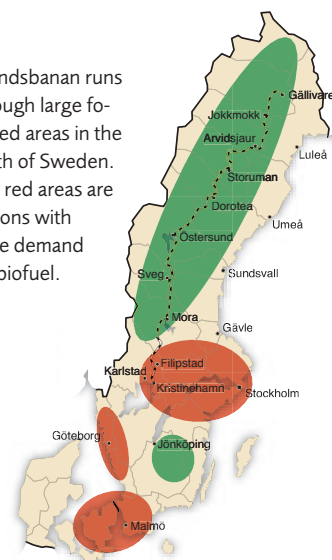 ndsbanan runs
ough large fo-
ed areas in the
th of Sweden.
red areas are
ons with
e demand
biofuel.
Gällivare
Jokkmokk
Arvidsjaur
Luleå
Storuman
Dorotea
Umeå
Östersund
Sveg
Sundsvall
Mora
Gävle
Filipstad
Karlstad
Kristinehamn
Stockholm
Göteborg
Jönköping
Malmö